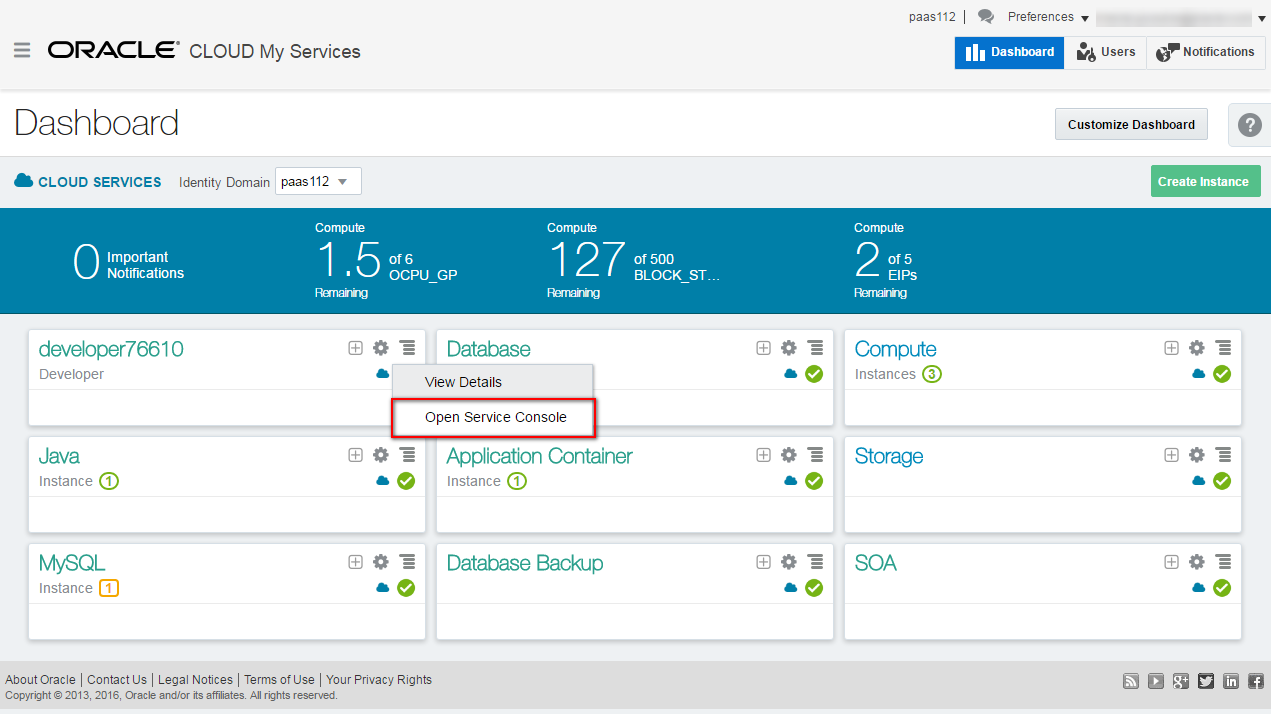 paas112 Preferences
ORACLE CLOUD My Services
Dashboard Users Notifications
Dashboard
Customize Dashboard
CLOUD SERVICES Identity Domain paas112 Create Instance
0 Important Notifications
Compute
1.5 of 6 OCPU_GP
Remaining
Compute
127 of 500 BLOCK_ST...
Remaining
Compute
2 of 5 EIPs
Remaining
developer76610
Developer
View Details
Open Service Console
Database
Compute
Instances 3
Java
Instance 1
Application Container
Instance 1
Storage
MySQL
Instance 1
Database Backup
SOA
About Oracle | Contact Us | Legal Notices | Terms of Use | Your Privacy Rights
Copyright © 2013, 2016, Oracle and/or its affiliates. All rights reserved.